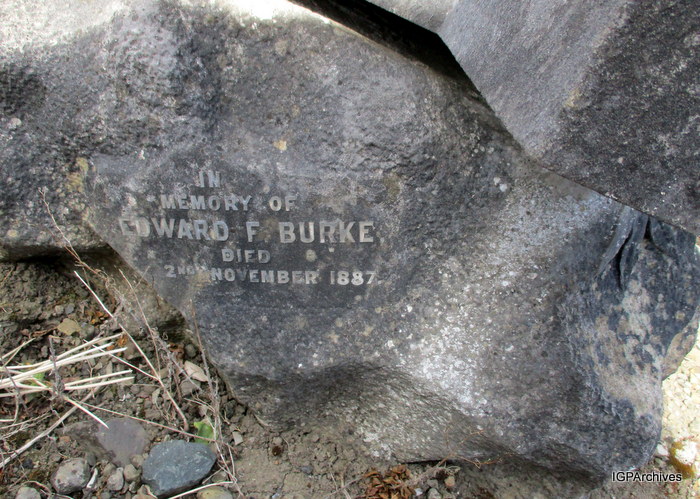 IN
MEMORY OF
EDWARD F. BURKE,
DIED
2ND NOVEMBER 1887.
IGPArchives